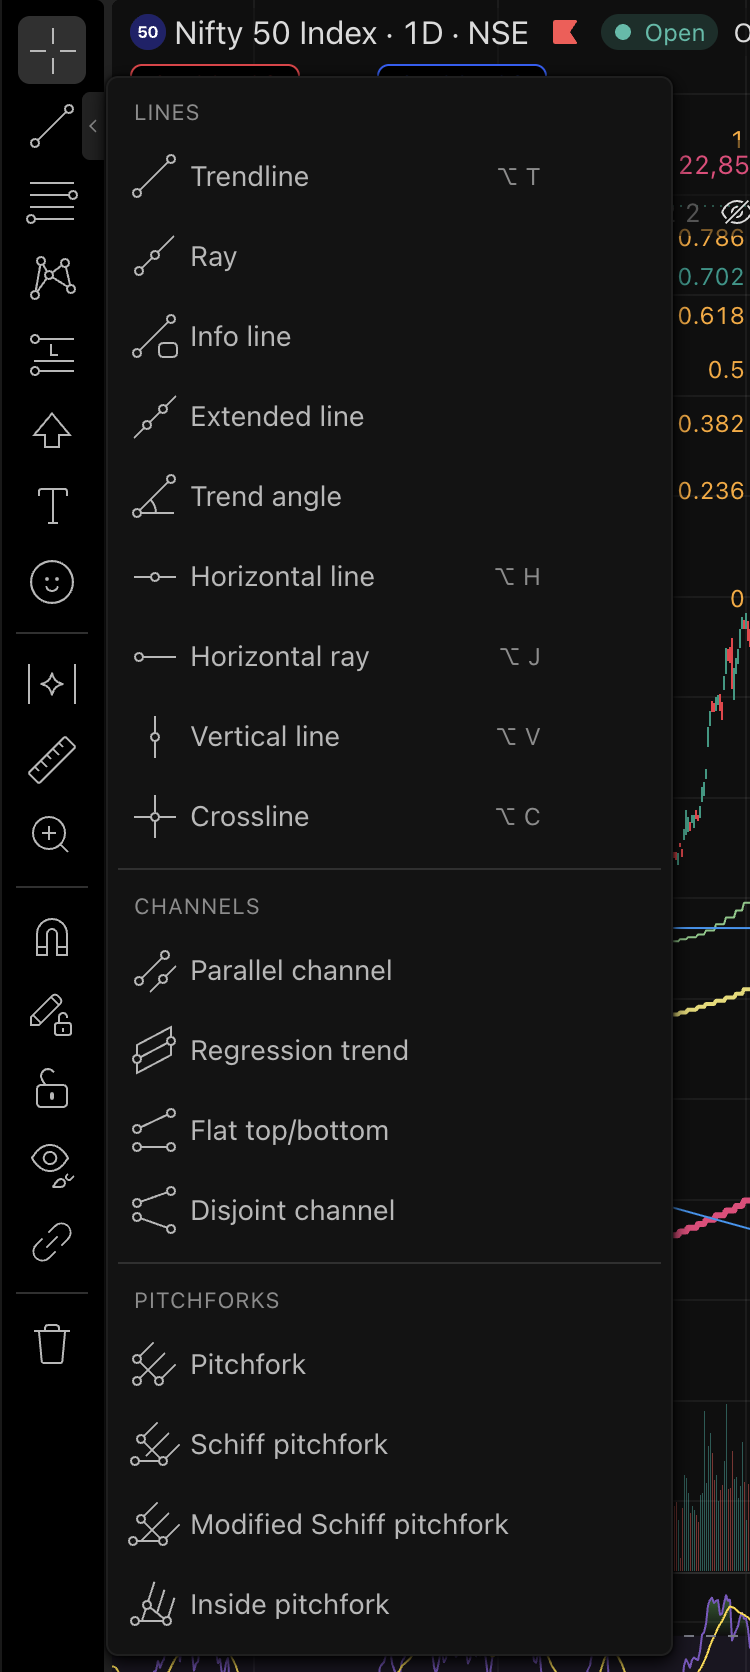 50 Nifty 50 Index · 1D · NSE Open
LINES
Trendline ⌥ T
Ray
Info line
Extended line
Trend angle
Horizontal line ⌥ H
Horizontal ray ⌥ J
Vertical line ⌥ V
Crossline ⌥ C
CHANNELS
Parallel channel
Regression trend
Flat top/bottom
Disjoint channel
PITCHFORKS
Pitchfork
Schiff pitchfork
Modified Schiff pitchfork
Inside pitchfork
1
22,85
2
0.786
0.702
0.618
0.5
0.382
0.236
0